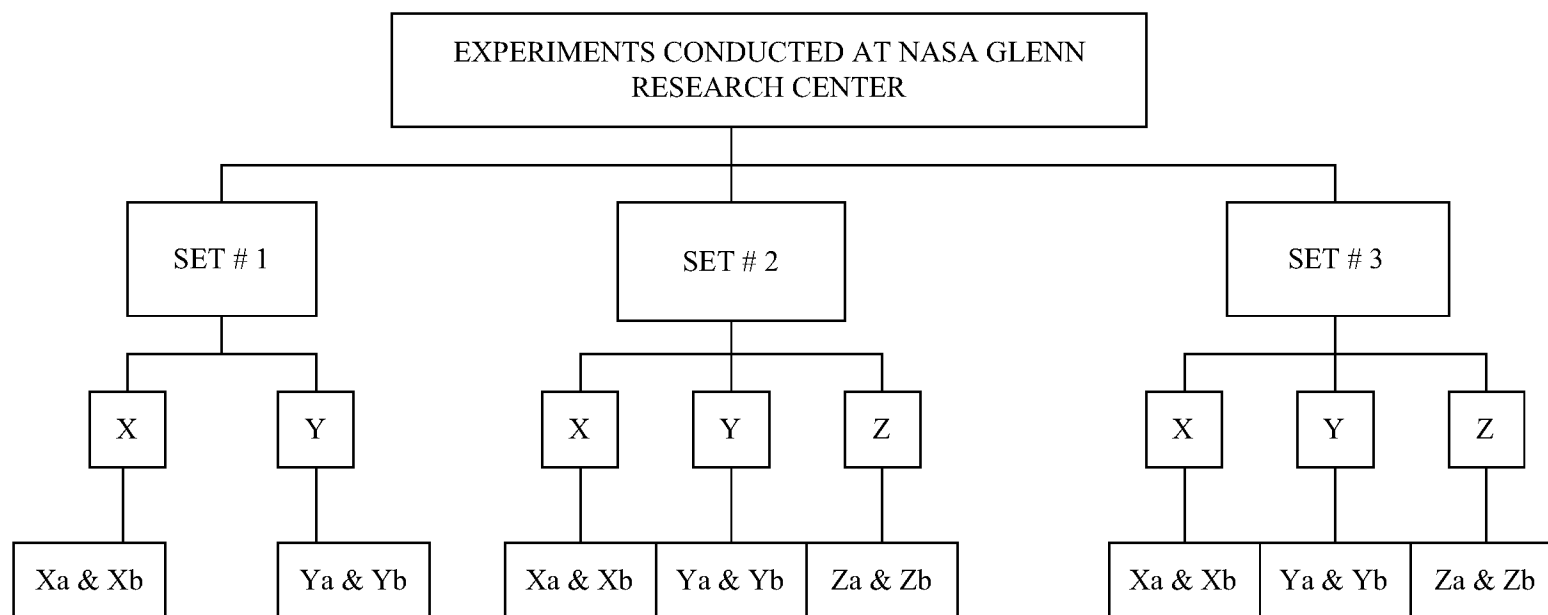 EXPERIMENTS CONDUCTED AT NASA GLENN
RESEARCH CENTER
SET # 1
SET # 2
SET # 3
X
Y
X
Y
Z
X
Y
Z
Xa & Xb
Ya & Yb
Xa & Xb
Ya & Yb
Za & Zb
Xa & Xb
Ya & Yb
Za & Zb